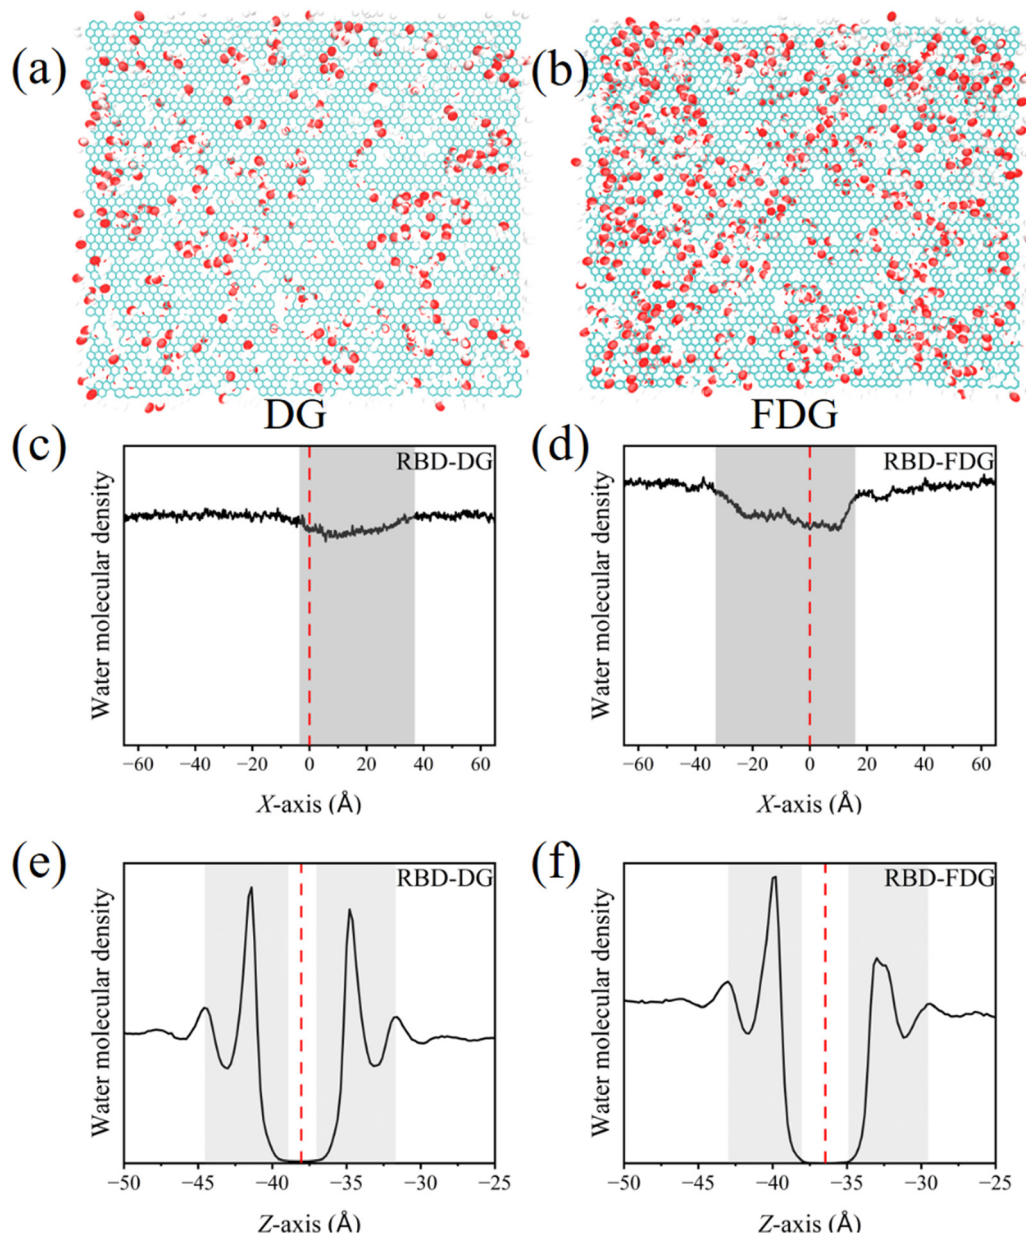 (a)
(b)
DG
FDG
(c)
RBD-DG
Water molecular density
−60 −40 −20 0 20 40 60
X-axis (Å)
(d)
RBD-FDG
Water molecular density
−60 −40 −20 0 20 40 60
X-axis (Å)
(e)
RBD-DG
Water molecular density
−50 −45 −40 −35 −30 −25
Z-axis (Å)
(f)
RBD-FDG
Water molecular density
−50 −45 −40 −35 −30 −25
Z-axis (Å)